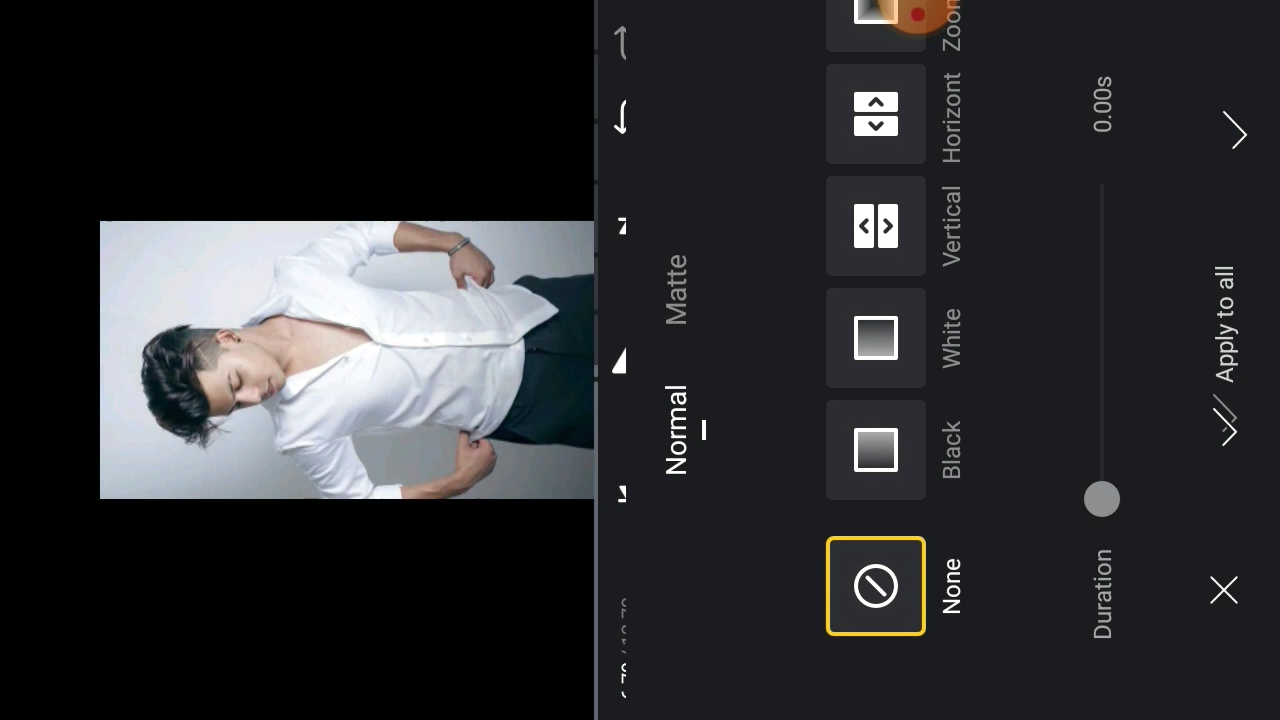 Normal Matte
None Black White Vertical Horizont Zoon
Duration 0.00s
Apply to all